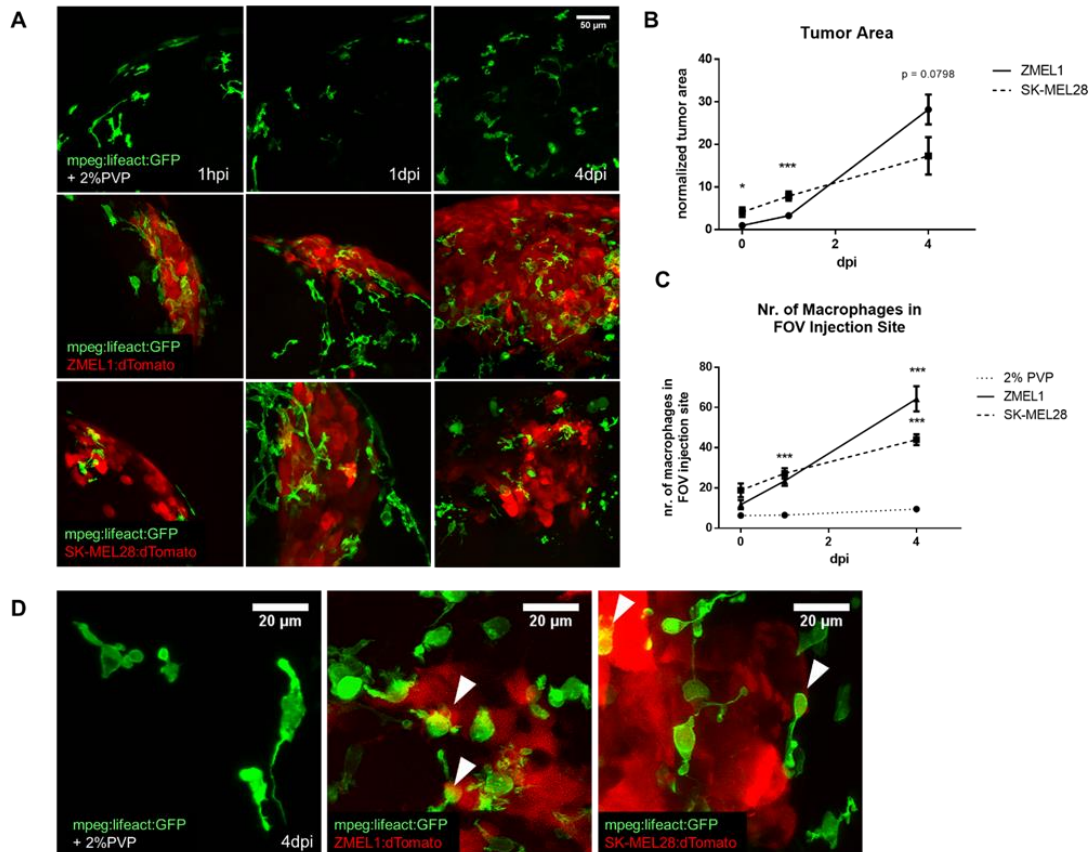 A
50 µm
mpeg:lifeact:GFP
+ 2%PVP
1hpi
1dpi
4dpi
mpeg:lifeact:GFP
ZMEL1:dTomato
mpeg:lifeact:GFP
SK-MEL28:dTomato
B
Tumor Area
normalized tumor area
40
30
20
10
0
0
2
4
dpi
*
***
p = 0.0798
ZMEL1
SK-MEL28
C
Nr. of Macrophages in
FOV Injection Site
nr. of macrophages in
FOV injection site
80
60
40
20
0
0
2
4
dpi
***
***
***
2% PVP
ZMEL1
SK-MEL28
D
20 µm
mpeg:lifeact:GFP
+ 2%PVP
4dpi
20 µm
mpeg:lifeact:GFP
ZMEL1:dTomato
20 µm
mpeg:lifeact:GFP
SK-MEL28:dTomato